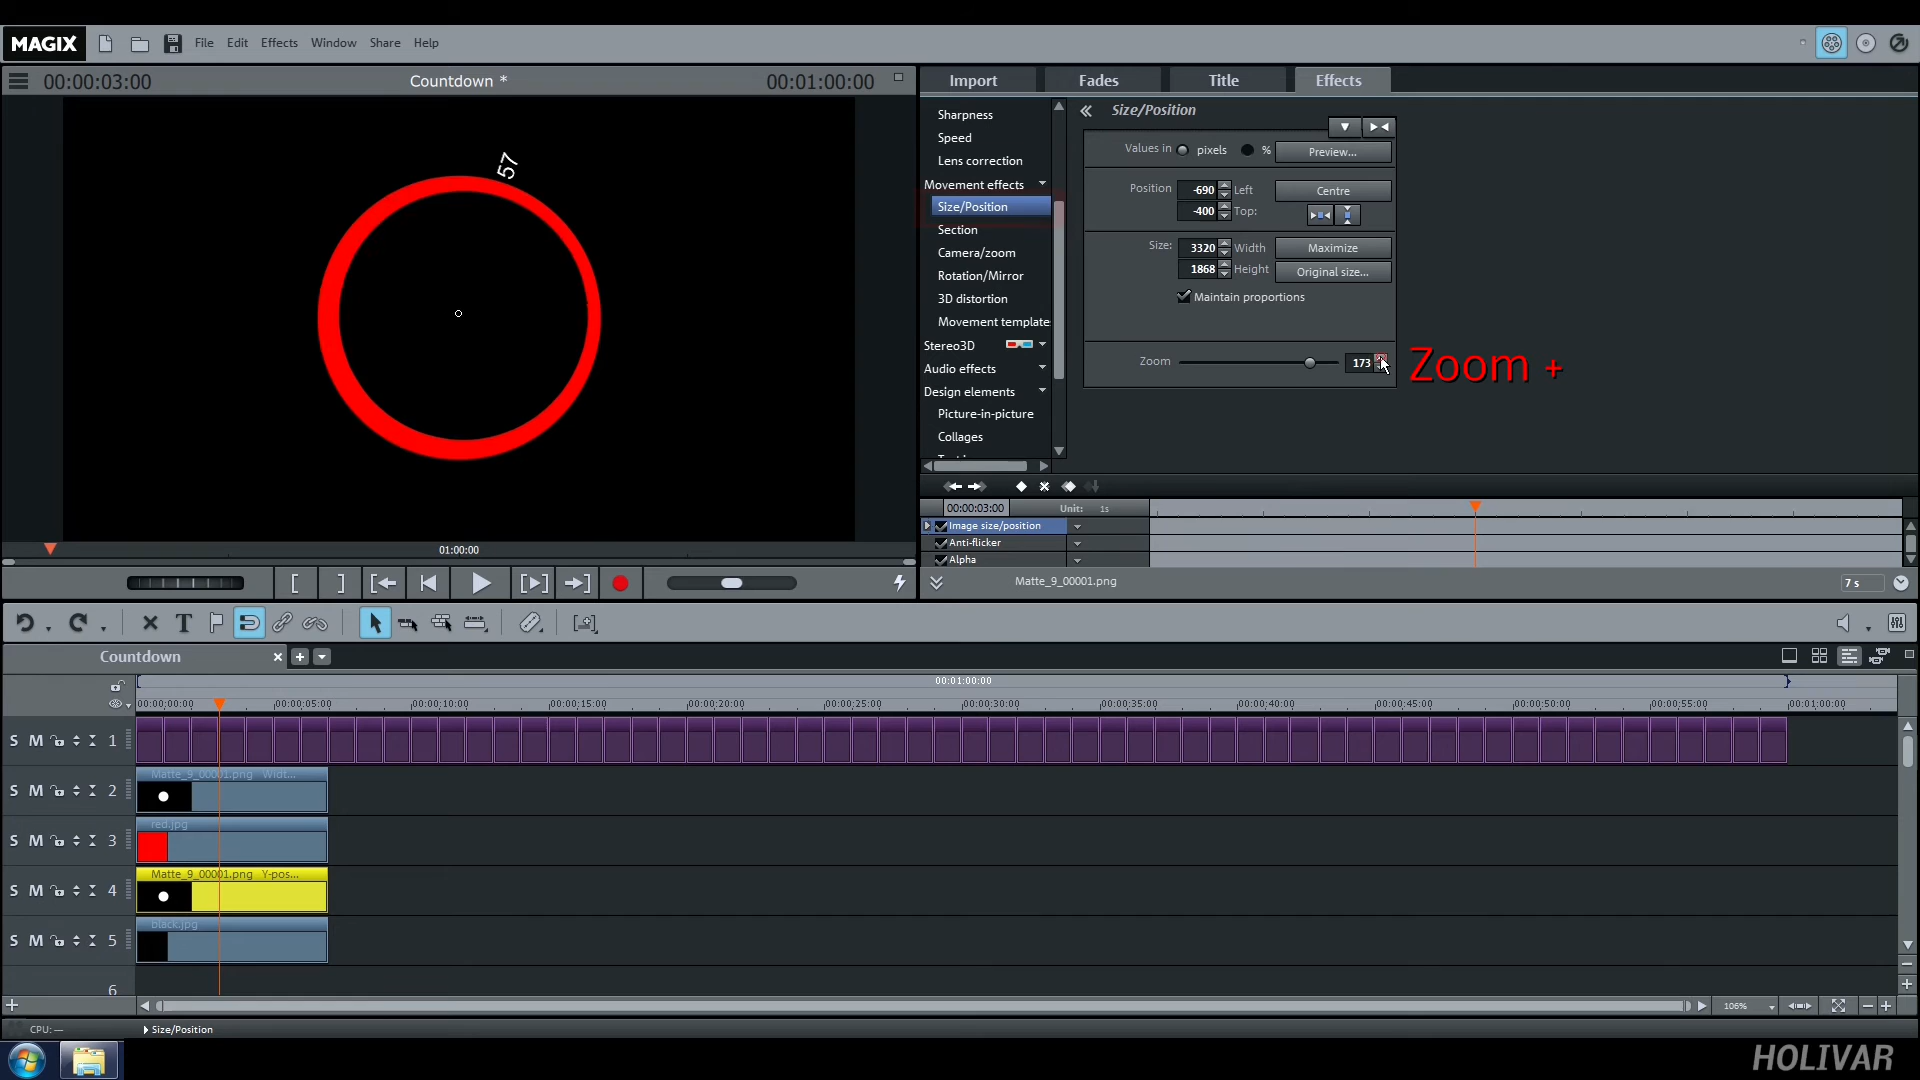 MAGIX File Edit Effects Window Share Help
00:00:03:00 Countdown * 00:01:00:00
Import Fades Title Effects
57
Sharpness
Speed
Lens correction
Movement effects
Size/Position
Section
Camera/zoom
Rotation/Mirror
3D distortion
Movement template
Stereo3D
Audio effects
Design elements
Picture-in-picture
Collages
Size/Position
Values in pixels % Preview...
Position -690 Left Centre
-400 Top:
Size: 3320 Width Maximize
1868 Height Original size...
Maintain proportions
Zoom 173
Zoom +
00:00:03:00 Unit: 1s
Image size/position
Anti-flicker
Alpha
01:00:00
Matte_9_00001.png 7 s
Countdown
00:01:00:00
00:00:00:00 00:00:05:00 00:00:10:00 00:00:15:00 00:00:20:00 00:00:25:00 00:00:30:00 00:00:35:00 00:00:40:00 00:00:45:00 00:00:50:00 00:00:55:00 00:01:00:00
S M 1
Matte_9_00001.png Widt...
S M 2
red.jpg
S M 3
Matte_9_00001.png Y-pos...
S M 4
black.jpg
S M 5
6
106%
CPU: — Size/Position
HOLIVAR